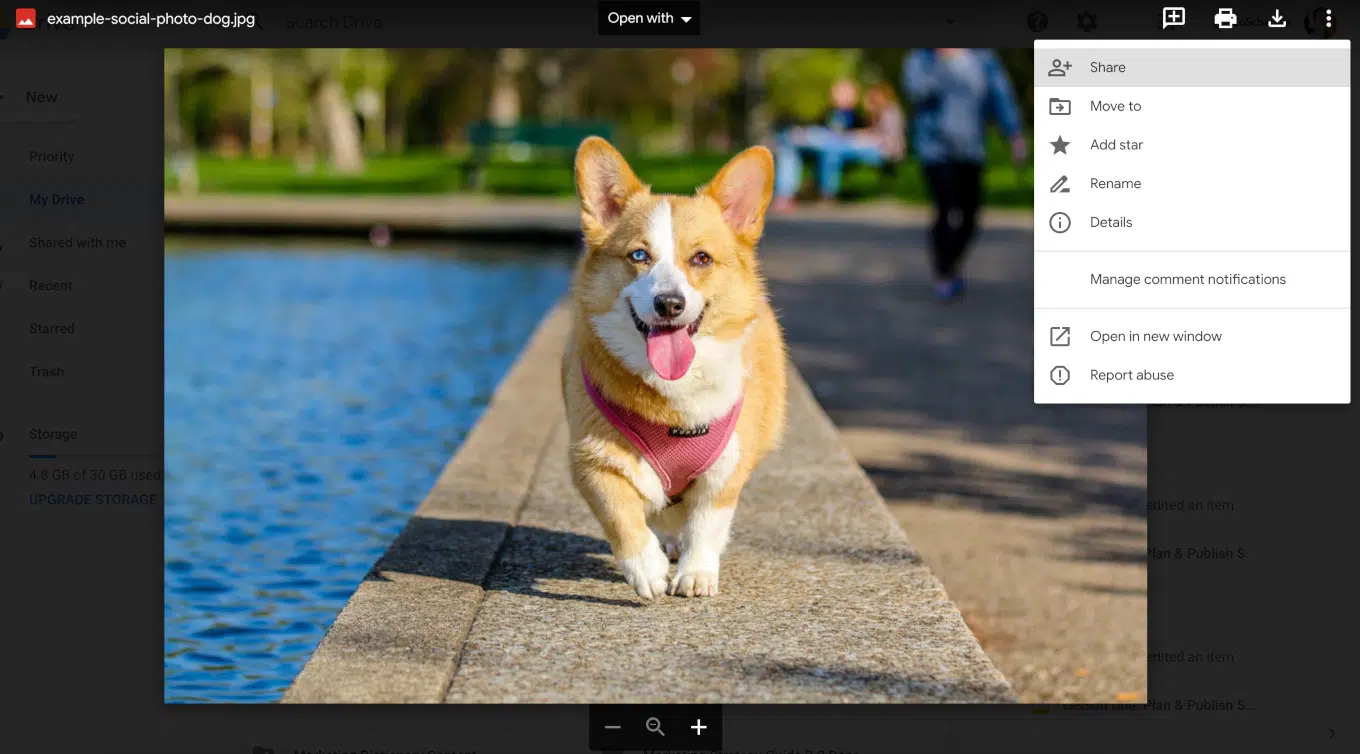 example-social-photo-dog.jpg
Search Drive
Open with
New
Priority
My Drive
Shared with me
Recent
Starred
Trash
Storage
4.8 GB of 30 GB used
UPGRADE STORAGE
Share
Move to
Add star
Rename
Details
Manage comment notifications
Open in new window
Report abuse
edited an item
Plan & Publish S...
edited an item
Plan & Publish S...